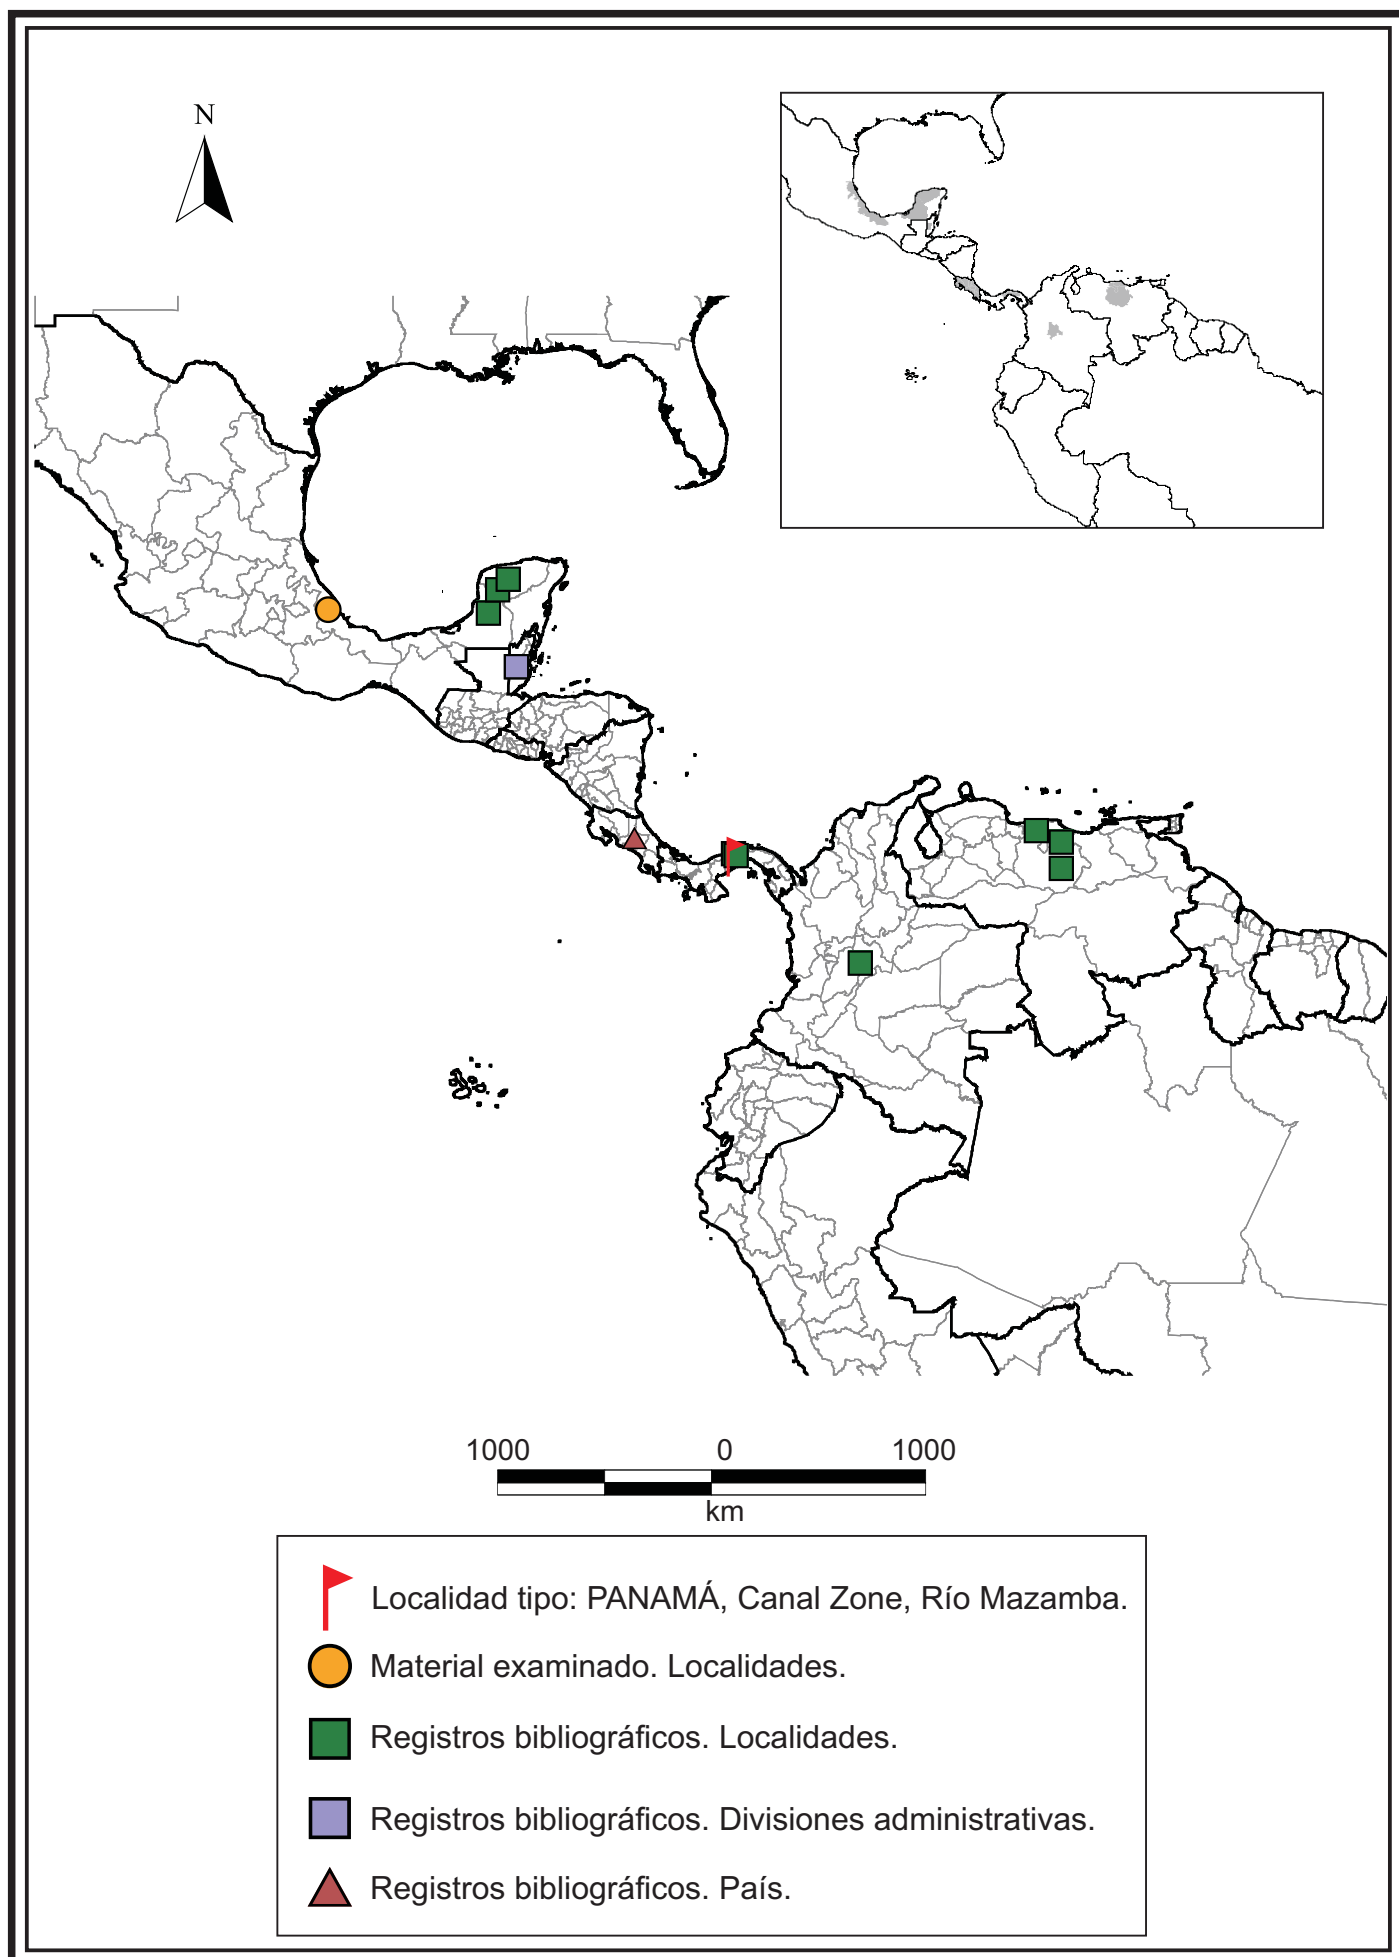 N
1000 0 1000
km
Localidad tipo: PANAMÁ, Canal Zone, Río Mazamba.
Material examinado. Localidades.
Registros bibliográficos. Localidades.
Registros bibliográficos. Divisiones administrativas.
Registros bibliográficos. País.